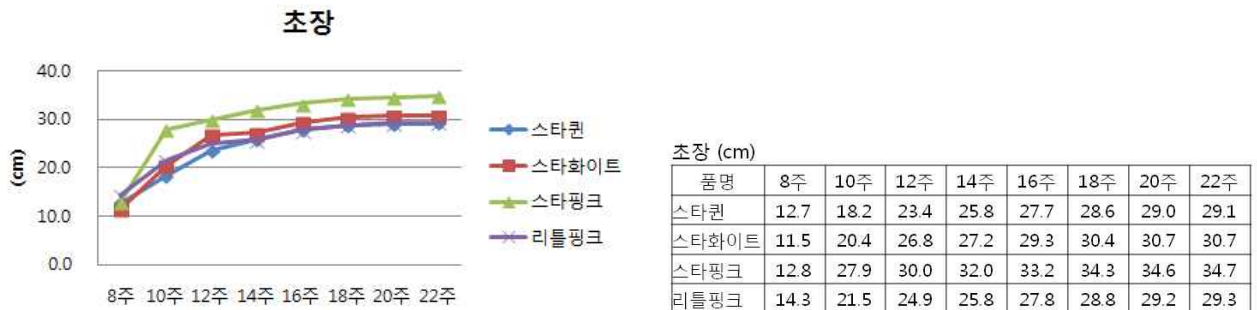 초장
40.0
30.0
20.0
10.0
0.0
(cm)
8주 10주 12주 14주 16주 18주 20주 22주
스타퀸
스타화이트
스타핑크
리틀핑크
초장 (cm)
품명 8주 10주 12주 14주 16주 18주 20주 22주
스타퀸 12.7 18.2 23.4 25.8 27.7 28.6 29.0 29.1
스타화이트 11.5 20.4 26.8 27.2 29.3 30.4 30.7 30.7
스타핑크 12.8 27.9 30.0 32.0 33.2 34.3 34.6 34.7
리틀핑크 14.3 21.5 24.9 25.8 27.8 28.8 29.2 29.3